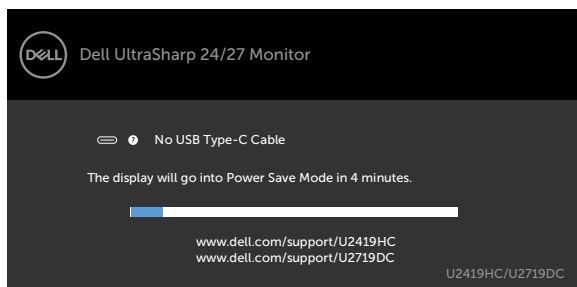 DELL
Dell UltraSharp 24/27 Monitor
? No USB Type-C Cable
The display will go into Power Save Mode in 4 minutes.
www.dell.com/support/U2419HC
www.dell.com/support/U2719DC
U2419HC/U2719DC